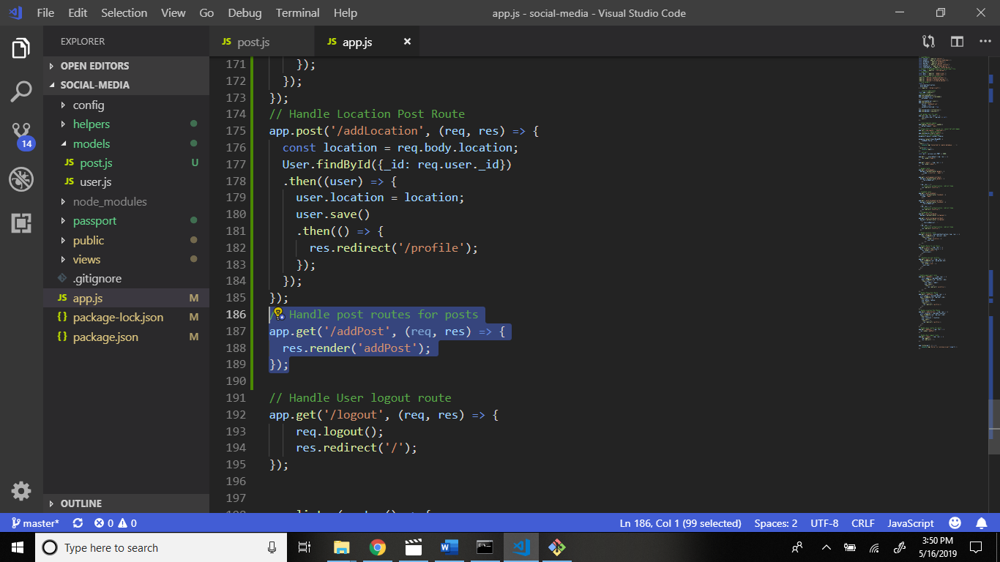 File Edit Selection View Go Debug Terminal Help
app.js - social-media - Visual Studio Code
EXPLORER
OPEN EDITORS
SOCIAL-MEDIA
config
helpers
models
JS post.js U
JS user.js
node_modules
passport
public
views
.gitignore
JS app.js M
{} package-lock.json M
{} package.json M
OUTLINE
14
JS post.js
JS app.js
171 });
172 });
173 });
174 // Handle Location Post Route
175 app.post('/addLocation', (req, res) => {
176 const location = req.body.location;
177 User.findById({_id: req.user._id})
178 .then((user) => {
179 user.location = location;
180 user.save()
181 .then(() => {
182 res.redirect('/profile');
183 });
184 });
185 });
186 / Handle post routes for posts
187 app.get('/addPost', (req, res) => {
188 res.render('addPost');
189 });
190
191 // Handle User logout route
192 app.get('/logout', (req, res) => {
193 req.logout();
194 res.redirect('/');
195 });
196
197
master* 0 0
Ln 186, Col 1 (99 selected) Spaces: 2 UTF-8 CRLF JavaScript
Type here to search
3:50 PM
5/16/2019